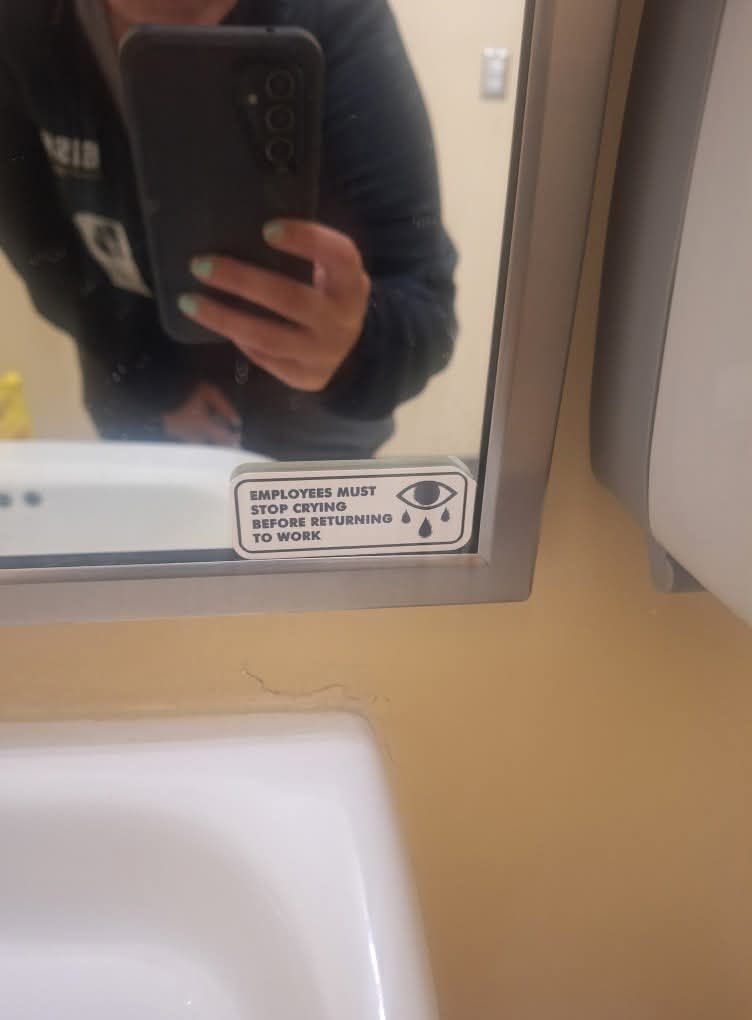 EMPLOYEES MUST
STOP CRYING
BEFORE RETURNING
TO WORK